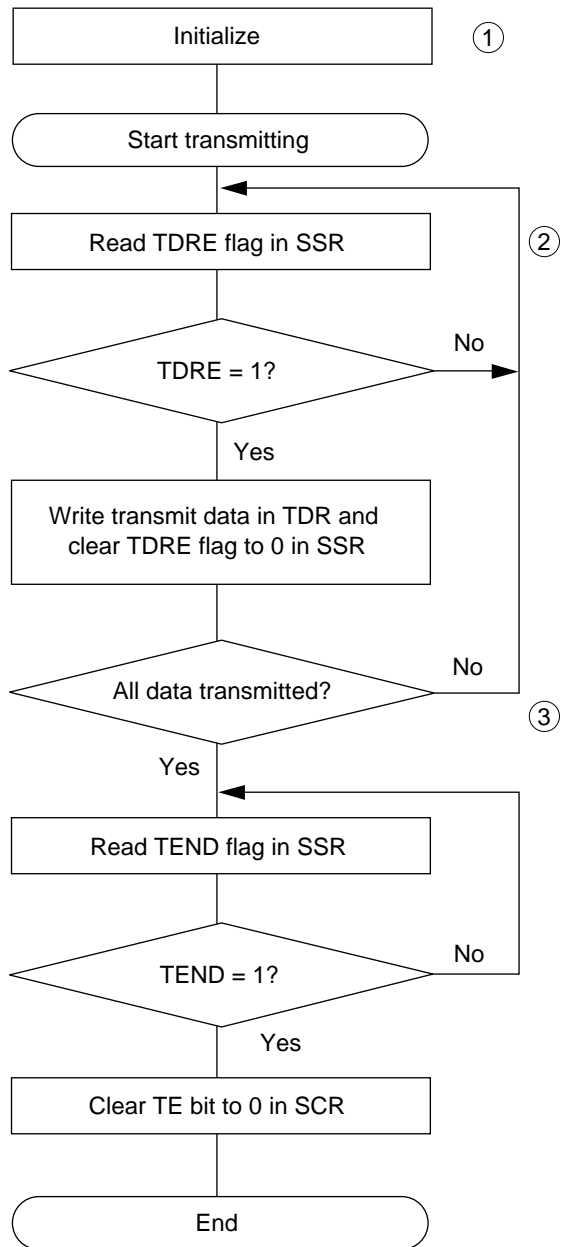 Initialize
①
Start transmitting
Read TDRE flag in SSR
②
TDRE = 1?
No
Yes
Write transmit data in TDR and
clear TDRE flag to 0 in SSR
All data transmitted?
No
③
Yes
Read TEND flag in SSR
TEND = 1?
No
Yes
Clear TE bit to 0 in SCR
End